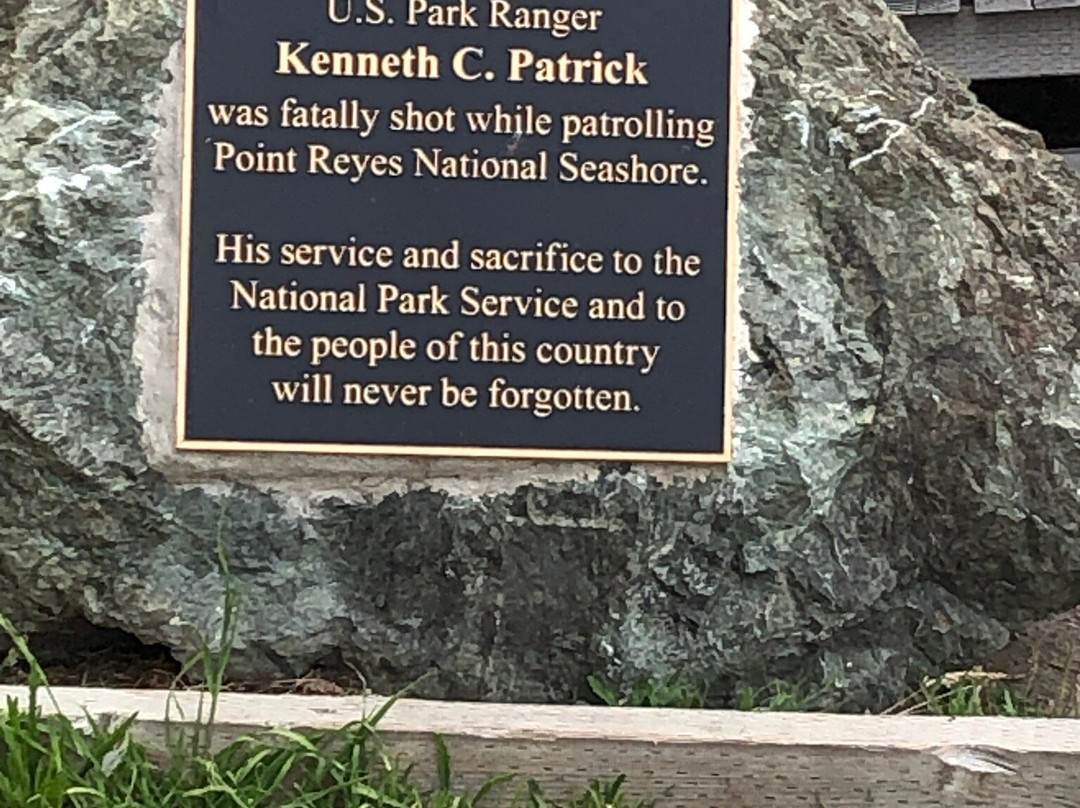 U.S. Park Ranger
Kenneth C. Patrick
was fatally shot while patrolling
Point Reyes National Seashore.
His service and sacrifice to the
National Park Service and to
the people of this country
will never be forgotten.